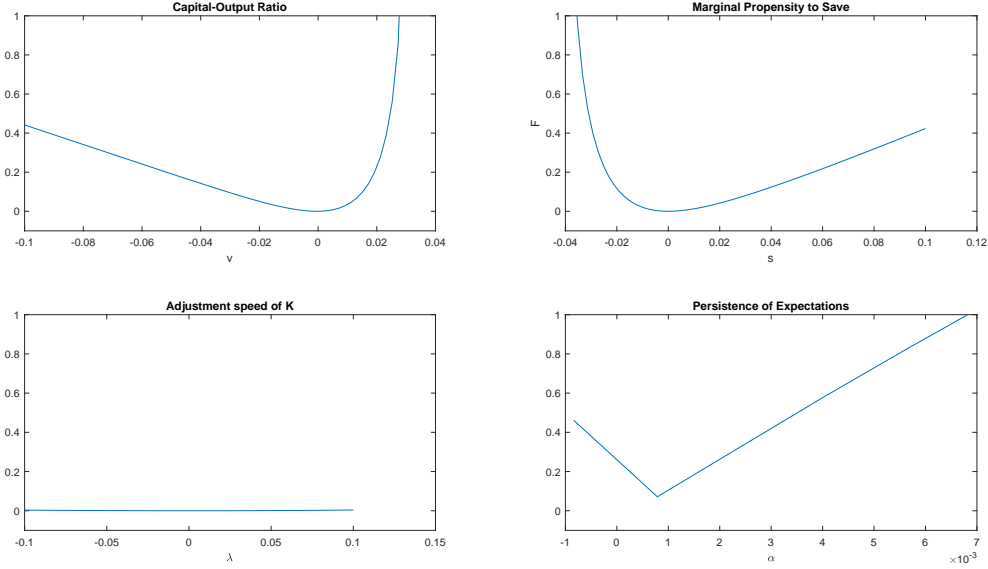 Capital-Output Ratio
1
0.8
0.6
0.4
0.2
0
-0.1 -0.08 -0.06 -0.04 -0.02 0 0.02 0.04
v
Marginal Propensity to Save
1
0.8
0.6
0.4
0.2
0
F
-0.04 -0.02 0 0.02 0.04 0.06 0.08 0.1 0.12
s
Adjustment speed of K
1
0.8
0.6
0.4
0.2
0
-0.1 -0.05 0 0.05 0.1 0.15
λ
Persistence of Expectations
1
0.8
0.6
0.4
0.2
0
-1 0 1 2 3 4 5 6 7
α
×10⁻³